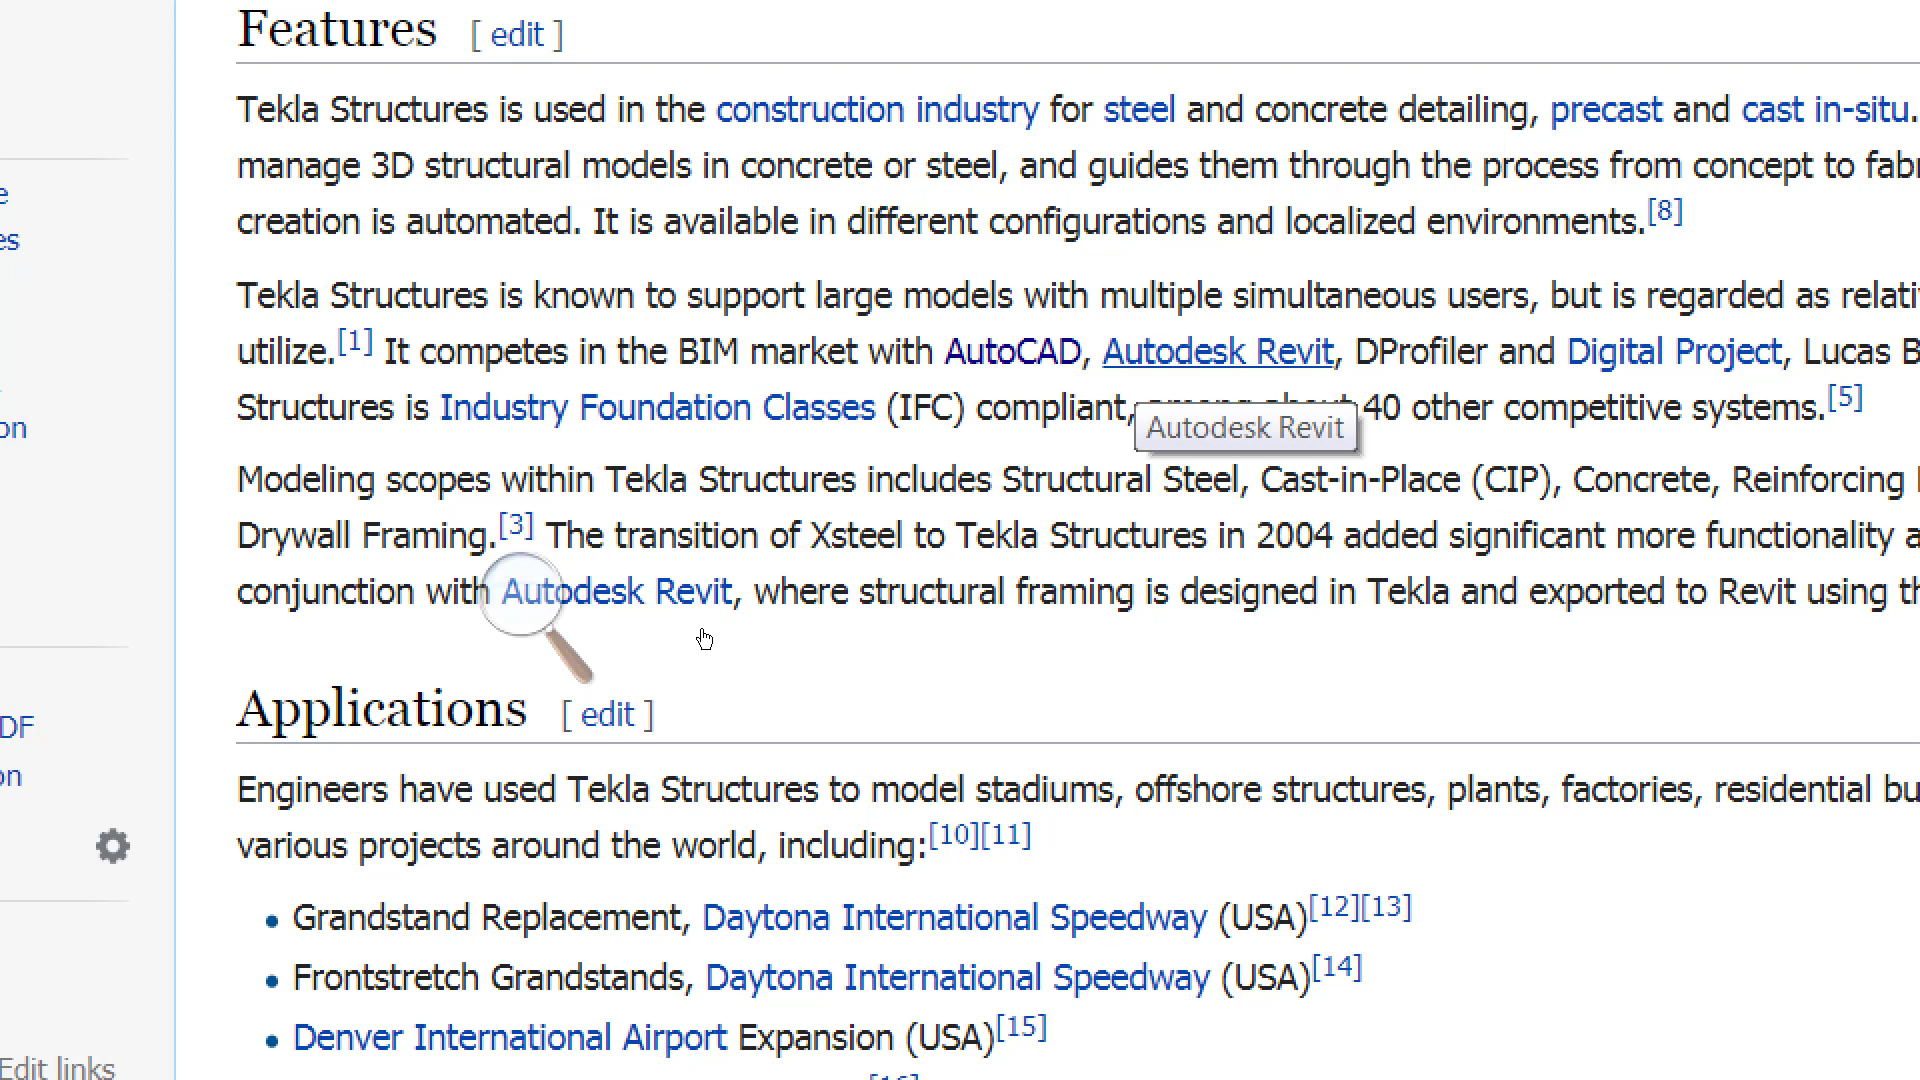 Features [ edit ]
Tekla Structures is used in the construction industry for steel and concrete detailing, precast and cast in-situ.
manage 3D structural models in concrete or steel, and guides them through the process from concept to fabr
creation is automated. It is available in different configurations and localized environments.[8]
Tekla Structures is known to support large models with multiple simultaneous users, but is regarded as relati
utilize.[1] It competes in the BIM market with AutoCAD, Autodesk Revit, DProfiler and Digital Project, Lucas B
Structures is Industry Foundation Classes (IFC) compliant, among about 40 other competitive systems.[5]
Autodesk Revit
Modeling scopes within Tekla Structures includes Structural Steel, Cast-in-Place (CIP), Concrete, Reinforcing
Drywall Framing.[3] The transition of Xsteel to Tekla Structures in 2004 added significant more functionality a
conjunction with Autodesk Revit, where structural framing is designed in Tekla and exported to Revit using th
Applications [ edit ]
Engineers have used Tekla Structures to model stadiums, offshore structures, plants, factories, residential bu
various projects around the world, including:[10][11]
• Grandstand Replacement, Daytona International Speedway (USA)[12][13]
• Frontstretch Grandstands, Daytona International Speedway (USA)[14]
• Denver International Airport Expansion (USA)[15]
e
es
on
DF
on
Edit links